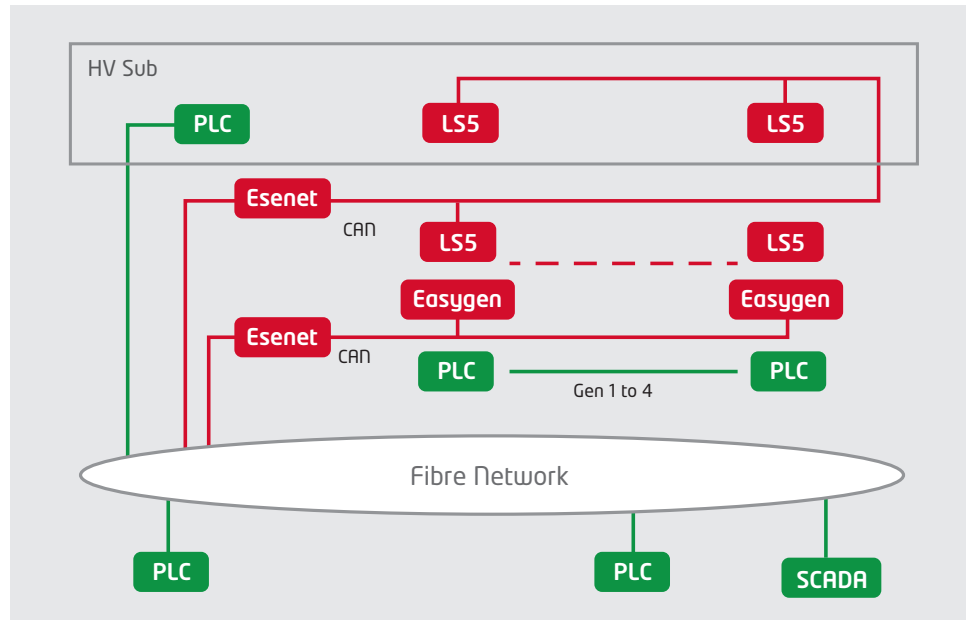 HV Sub
PLC
LS5
LS5
Esenet
CAN
LS5
LS5
Easygen
Easygen
Esenet
CAN
PLC
PLC
Gen 1 to 4
Fibre Network
PLC
PLC
SCADA